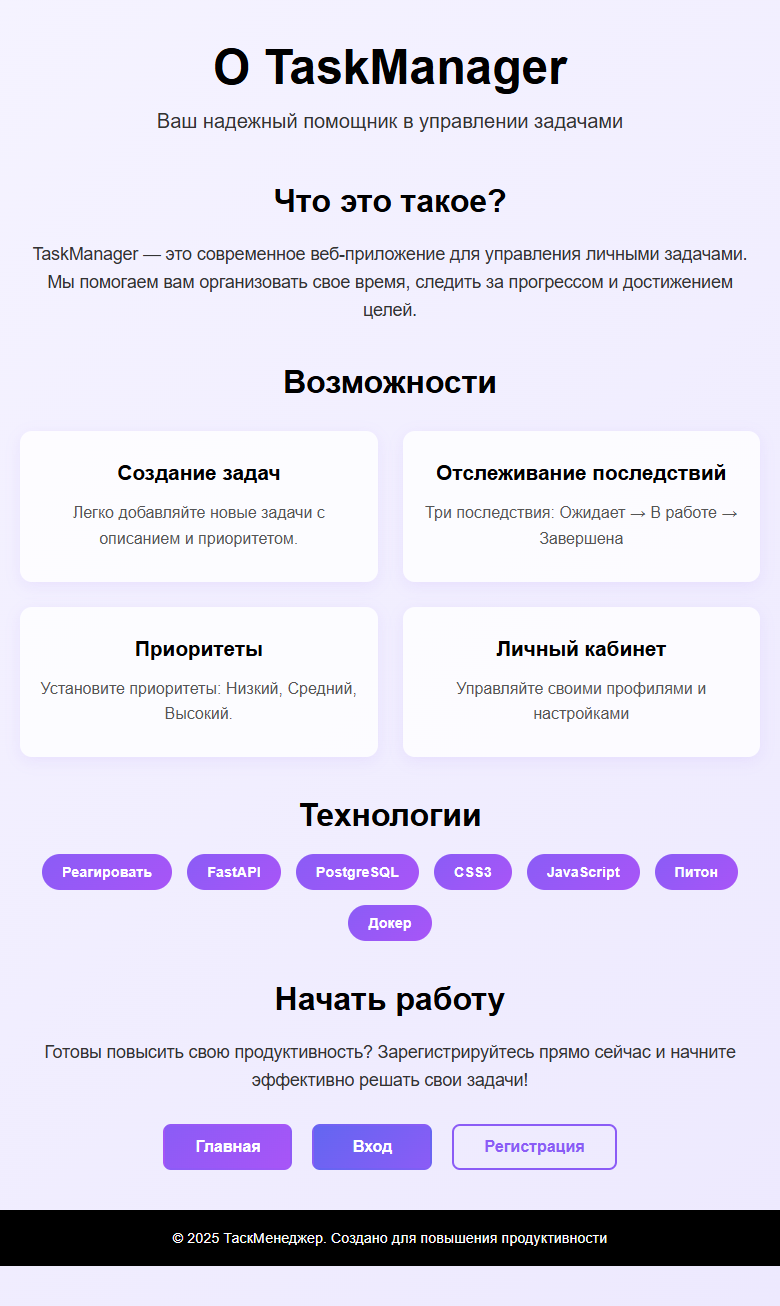 О TaskManager
Ваш надежный помощник в управлении задачами
Что это такое?
TaskManager — это современное веб-приложение для управления личными задачами.
Мы помогаем вам организовать свое время, следить за прогрессом и достижением
целей.
Возможности
Создание задач
Легко добавляйте новые задачи с
описанием и приоритетом.
Отслеживание последствий
Три последствия: Ожидает → В работе →
Завершена
Приоритеты
Установите приоритеты: Низкий, Средний,
Высокий.
Личный кабинет
Управляйте своими профилями и
настройками
Технологии
Реагировать FastAPI PostgreSQL CSS3 JavaScript Питон
Докер
Начать работу
Готовы повысить свою продуктивность? Зарегистрируйтесь прямо сейчас и начните
эффективно решать свои задачи!
Главная Вход Регистрация
© 2025 ТаскМенеджер. Создано для повышения продуктивности